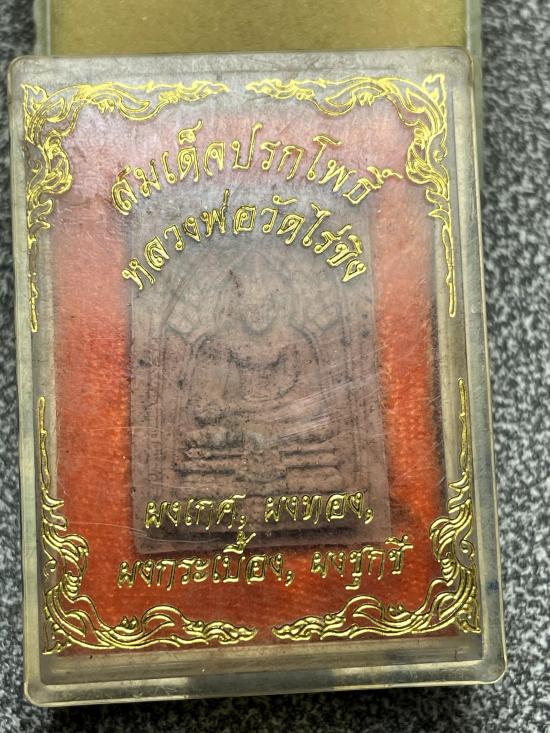 สมเด็จปรกโพธิ์
หลวงพ่อวัดไร่ขิง
ผงเกศ, ผงทอง,
ผงกระเบื้อง, ผงชุกชี